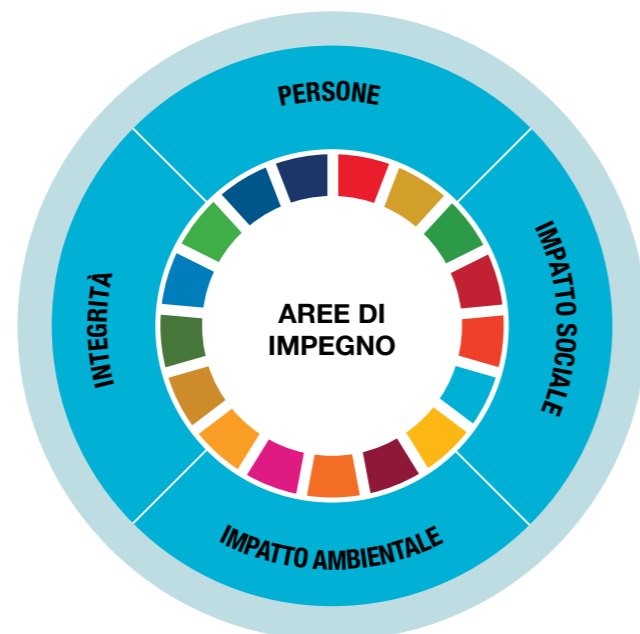 PERSONE
IMPATTO SOCIALE
AREE DI
IMPEGNO
INTEGRITÀ
IMPATTO AMBIENTALE